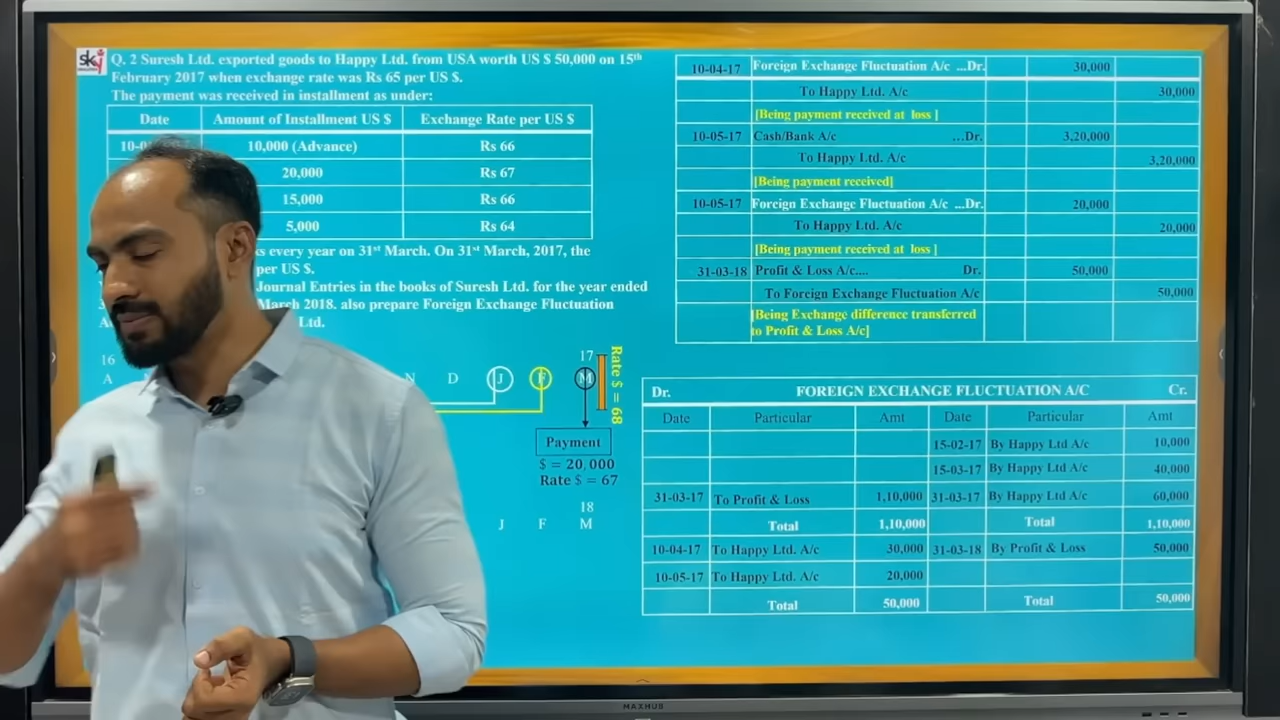 sky
Q. 2 Suresh Ltd. exported goods to Happy Ltd. from USA worth US $ 50,000 on 15th
February 2017 when exchange rate was Rs 65 per US $.
The payment was received in installment as under:
Date Amount of Installment US $ Exchange Rate per US $
10-0 10,000 (Advance) Rs 66
20,000 Rs 67
15,000 Rs 66
5,000 Rs 64
s every year on 31st March. On 31st March, 2017, the
per US $.
Journal Entries in the books of Suresh Ltd. for the year ended
March 2018. also prepare Foreign Exchange Fluctuation
Ltd.
16 17
A N D J F M
Rate $ = 68
Payment
$ = 20,000
Rate $ = 67
18
J F M
10-04-17 Foreign Exchange Fluctuation A/c ...Dr. 30,000
To Happy Ltd. A/c 30,000
[Being payment received at loss ]
10-05-17 Cash/Bank A/c ...Dr. 3,20,000
To Happy Ltd. A/c 3,20,000
[Being payment received]
10-05-17 Foreign Exchange Fluctuation A/c ...Dr. 20,000
To Happy Ltd. A/c 20,000
[Being payment received at loss ]
31-03-18 Profit & Loss A/c.... Dr. 50,000
To Foreign Exchange Fluctuation A/c 50,000
[Being Exchange difference transferred
to Profit & Loss A/c]
Dr. FOREIGN EXCHANGE FLUCTUATION A/C Cr.
Date Particular Amt Date Particular Amt
15-02-17 By Happy Ltd A/c 10,000
15-03-17 By Happy Ltd A/c 40,000
31-03-17 To Profit & Loss 1,10,000 31-03-17 By Happy Ltd A/c 60,000
Total 1,10,000 Total 1,10,000
10-04-17 To Happy Ltd. A/c 30,000 31-03-18 By Profit & Loss 50,000
10-05-17 To Happy Ltd. A/c 20,000
Total 50,000 Total 50,000
MAXHUB